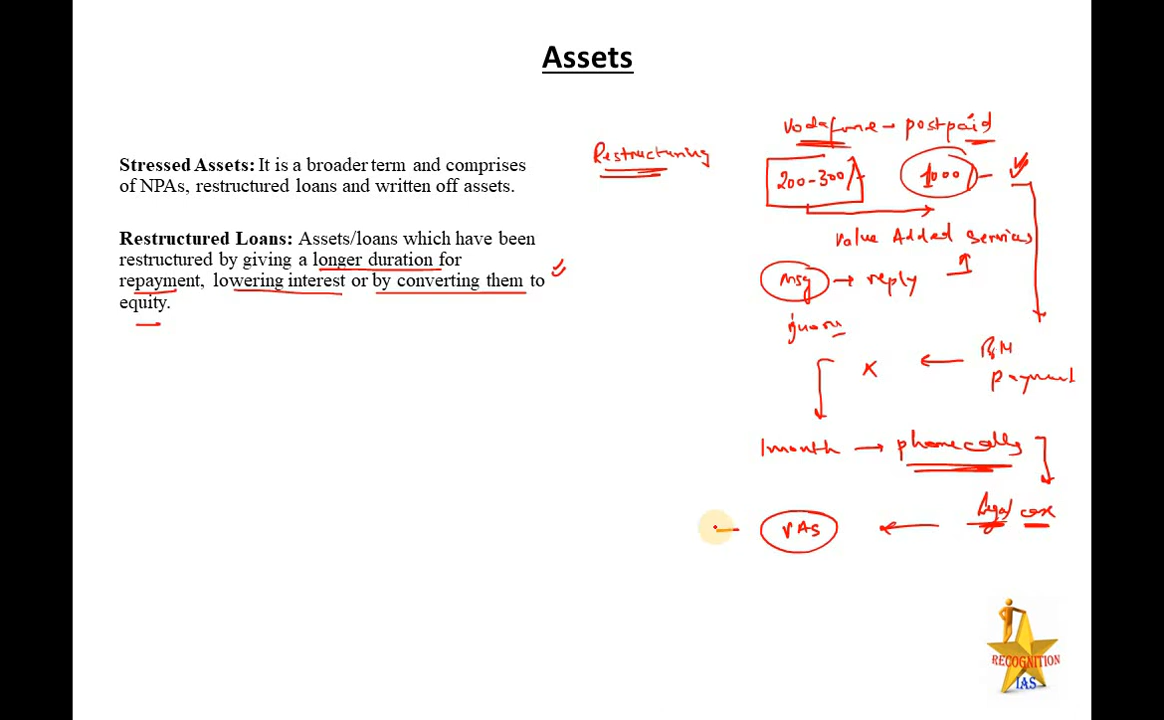 Assets
Stressed Assets: It is a broader term and comprises
of NPAs, restructured loans and written off assets.
Restructured Loans: Assets/loans which have been
restructured by giving a longer duration for
repayment, lowering interest or by converting them to
equity.
Restructuring
Vodafone - postpaid
200-300/-
1000/-
Value Added Services
msg → reply
payment
1 month → phone calls
legal case
VAS
RECOGNITION
IAS